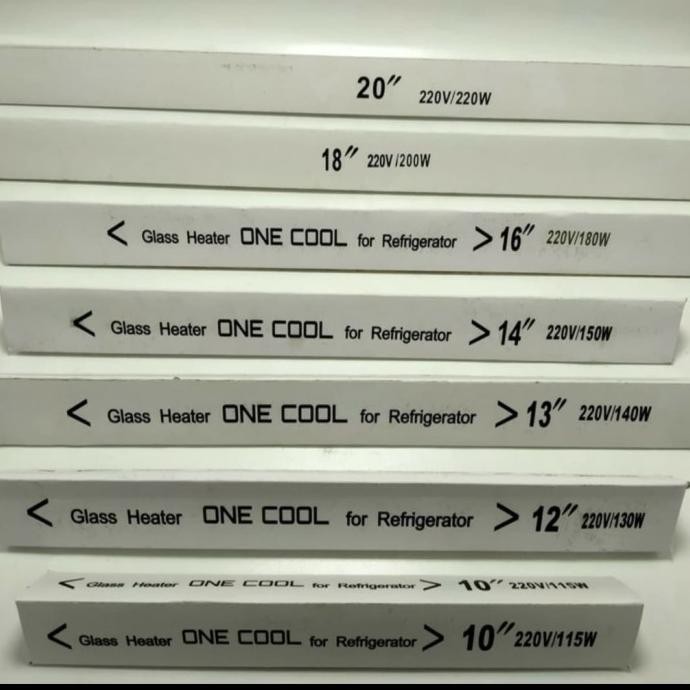 20″ 220V/220W
18″ 220V/200W
< Glass Heater ONE COOL for Refrigerator > 16″ 220V/180W
< Glass Heater ONE COOL for Refrigerator > 14″ 220V/150W
< Glass Heater ONE COOL for Refrigerator > 13″ 220V/140W
< Glass Heater ONE COOL for Refrigerator > 12″ 220V/130W
< Glass Heater ONE COOL for Refrigerator > 10″ 220V/115W
< Glass Heater ONE COOL for Refrigerator > 10″ 220V/115W